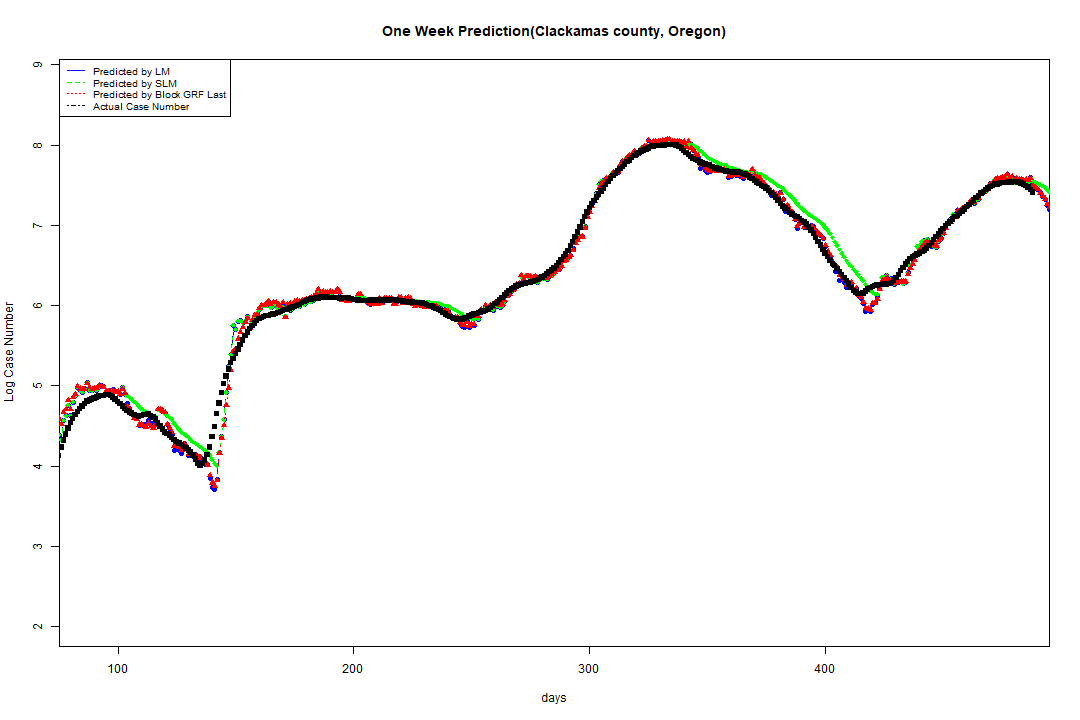 One Week Prediction(Clackamas county, Oregon)
Predicted by LM
Predicted by SLM
Predicted by Block GRF Last
Actual Case Number
9
8
7
6
5
4
3
2
Log Case Number
100 200 300 400
days